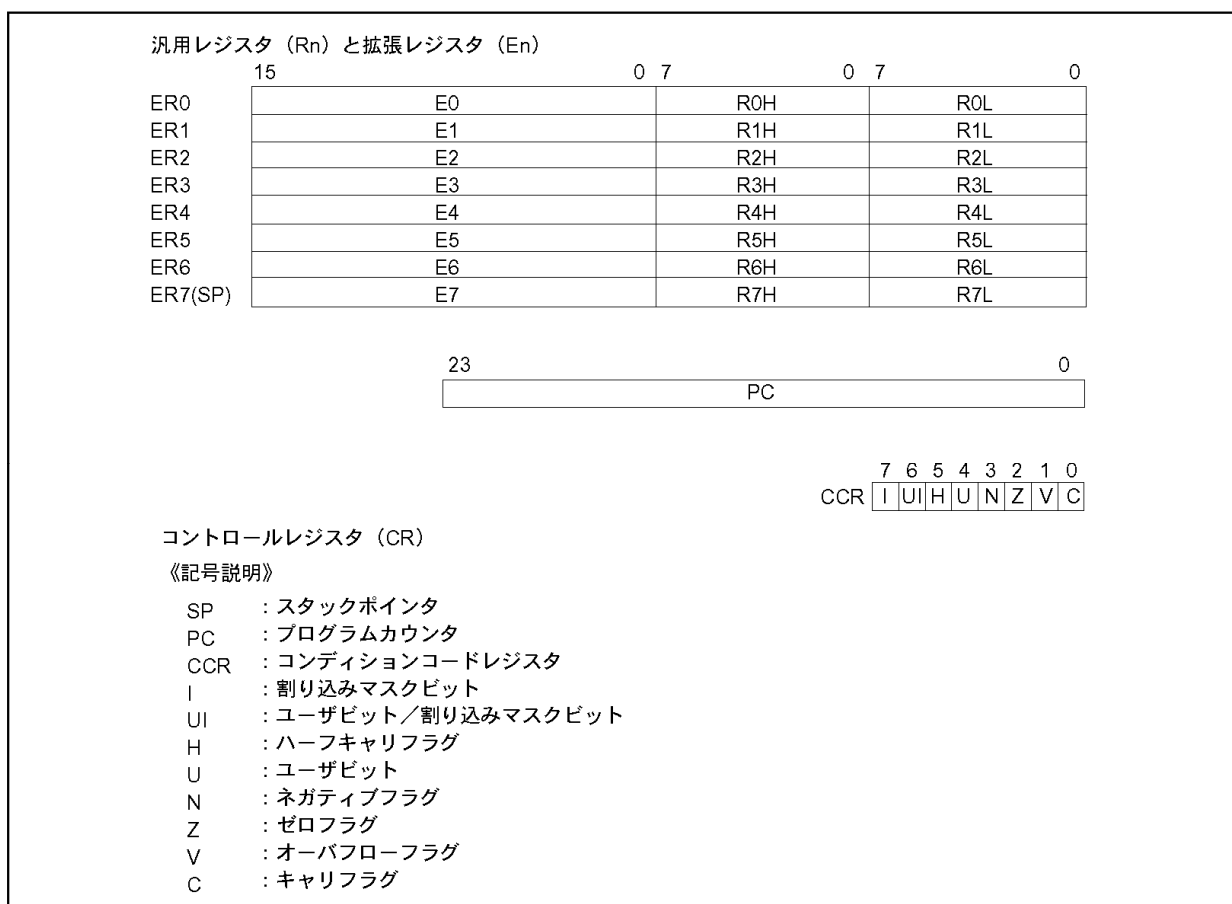 汎用レジスタ（Rn）と拡張レジスタ（En）
15 0 7 0 7 0
ER0 E0 R0H R0L
ER1 E1 R1H R1L
ER2 E2 R2H R2L
ER3 E3 R3H R3L
ER4 E4 R4H R4L
ER5 E5 R5H R5L
ER6 E6 R6H R6L
ER7(SP) E7 R7H R7L
23 0
PC
7 6 5 4 3 2 1 0
CCR I UI H U N Z V C
コントロールレジスタ（CR）
《記号説明》
SP ：スタックポインタ
PC ：プログラムカウンタ
CCR ：コンディションコードレジスタ
I ：割り込みマスクビット
UI ：ユーザビット／割り込みマスクビット
H ：ハーフキャリフラグ
U ：ユーザビット
N ：ネガティブフラグ
Z ：ゼロフラグ
V ：オーバフローフラグ
C ：キャリフラグ